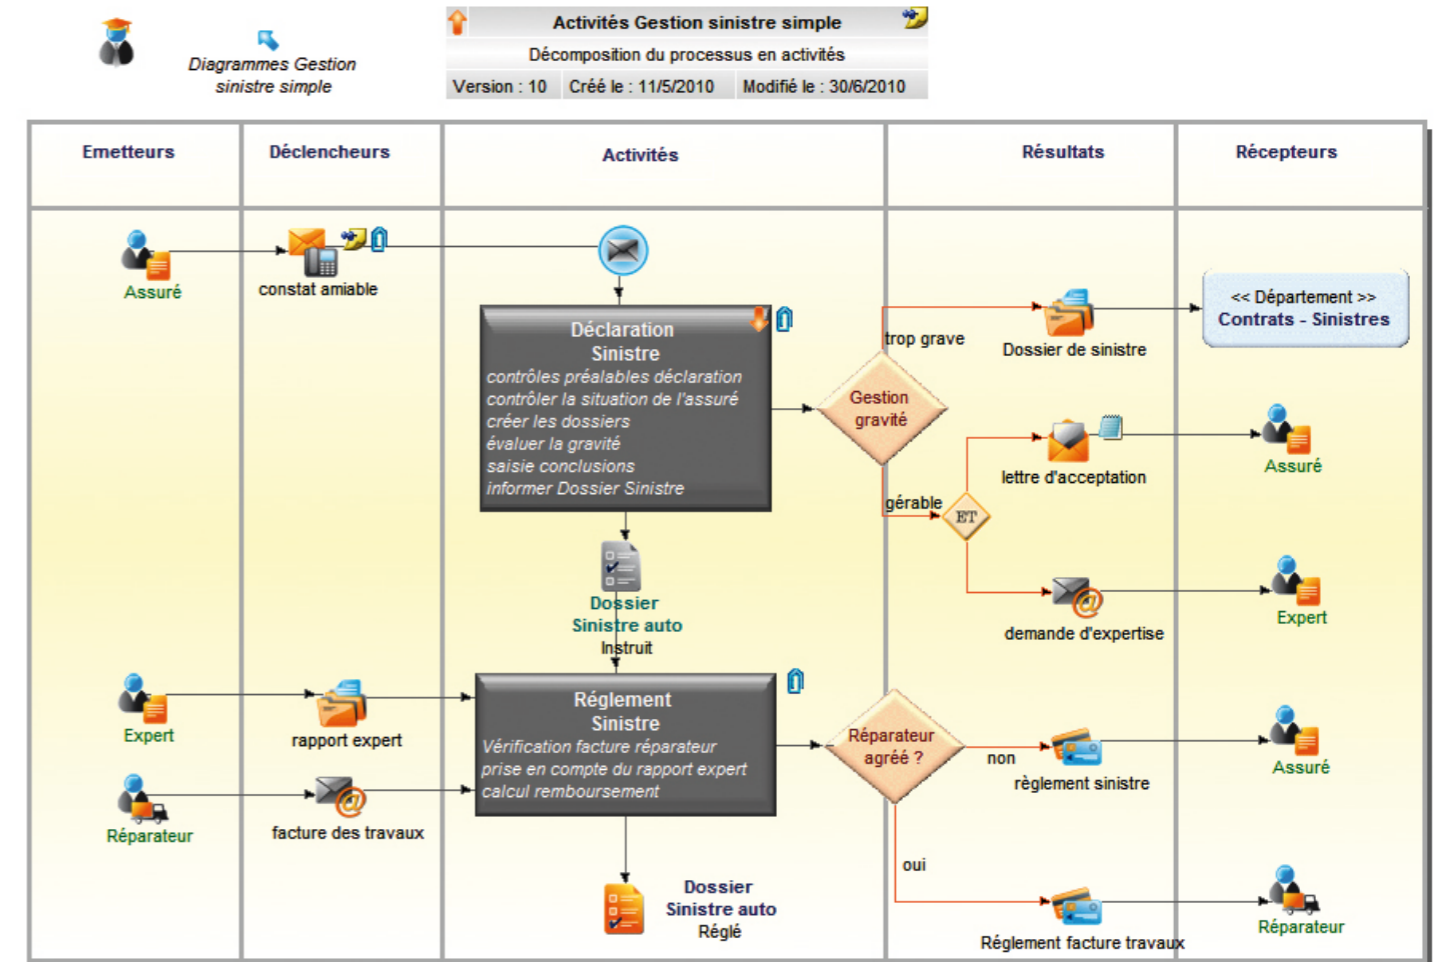 Diagrammes Gestion
sinistre simple
Activités Gestion sinistre simple
Décomposition du processus en activités
Version : 10 Créé le : 11/5/2010 Modifié le : 30/6/2010
Emetteurs
Déclencheurs
Activités
Résultats
Récepteurs
Assuré
constat amiable
Déclaration
Sinistre
contrôles préalables déclaration
contrôler la situation de l'assuré
créer les dossiers
évaluer la gravité
saisie conclusions
informer Dossier Sinistre
Gestion
gravité
trop grave
Dossier de sinistre
<< Département >>
Contrats - Sinistres
gérable
ET
lettre d'acceptation
Assuré
demande d'expertise
Expert
Dossier
Sinistre auto
Instruit
Expert
rapport expert
Réparateur
facture des travaux
Réglement
Sinistre
Vérification facture réparateur
prise en compte du rapport expert
calcul remboursement
Réparateur
agréé ?
non
règlement sinistre
Assuré
oui
Réglement facture travaux
Réparateur
Dossier
Sinistre auto
Réglé